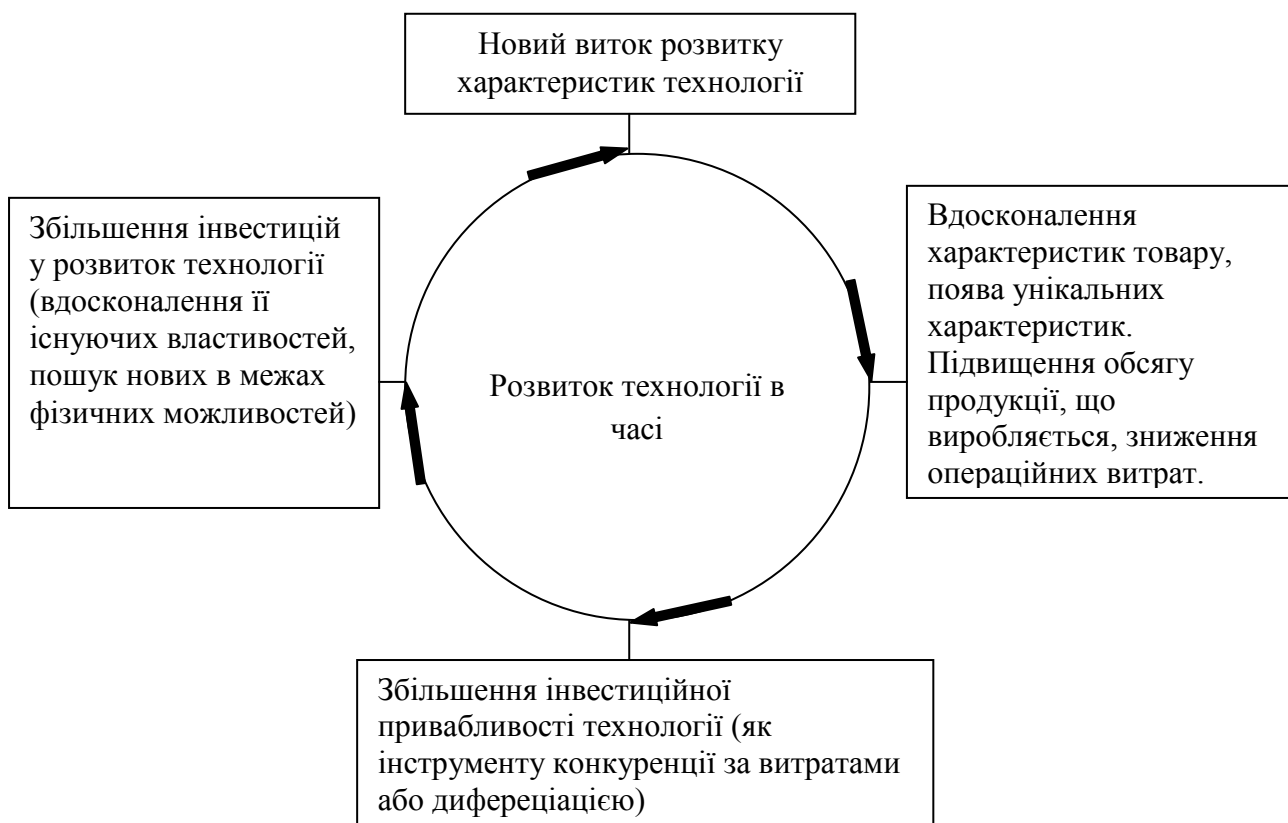 Новий виток розвитку
характеристик технології
Збільшення інвестицій
у розвиток технології
(вдосконалення її
існуючих властивостей,
пошук нових в межах
фізичних можливостей)
Вдосконалення
характеристик товару,
поява унікальних
характеристик.
Підвищення обсягу
продукції, що
виробляється, зниження
операційних витрат.
Розвиток технології в
часі
Збільшення інвестиційної
привабливості технології (як
інструменту конкуренції за витратами
або дифереціацією)